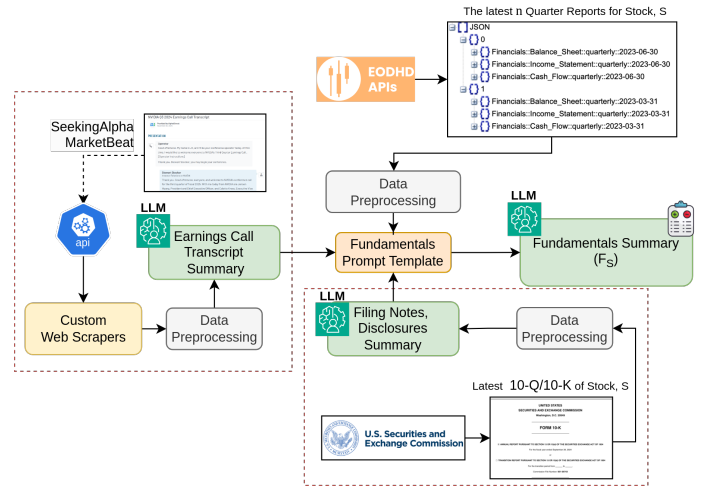 The latest n Quarter Reports for Stock, S
JSON
0
Financials::Balance_Sheet::quarterly::2023-06-30
Financials::Income_Statement::quarterly::2023-06-30
Financials::Cash_Flow::quarterly::2023-06-30
1
Financials::Balance_Sheet::quarterly::2023-03-31
Financials::Income_Statement::quarterly::2023-03-31
Financials::Cash_Flow::quarterly::2023-03-31
EODHD
APIs
SeekingAlpha
MarketBeat
api
Custom
Web Scrapers
Data
Preprocessing
LLM
Earnings Call
Transcript
Summary
Data
Preprocessing
Fundamentals
Prompt Template
LLM
Fundamentals Summary
(FS)
LLM
Filing Notes,
Disclosures
Summary
Data
Preprocessing
Latest 10-Q/10-K of Stock, S
U.S. Securities and
Exchange Commission
UNITED STATES
SECURITIES AND EXCHANGE COMMISSION
Washington, D.C. 20549
FORM 10-K